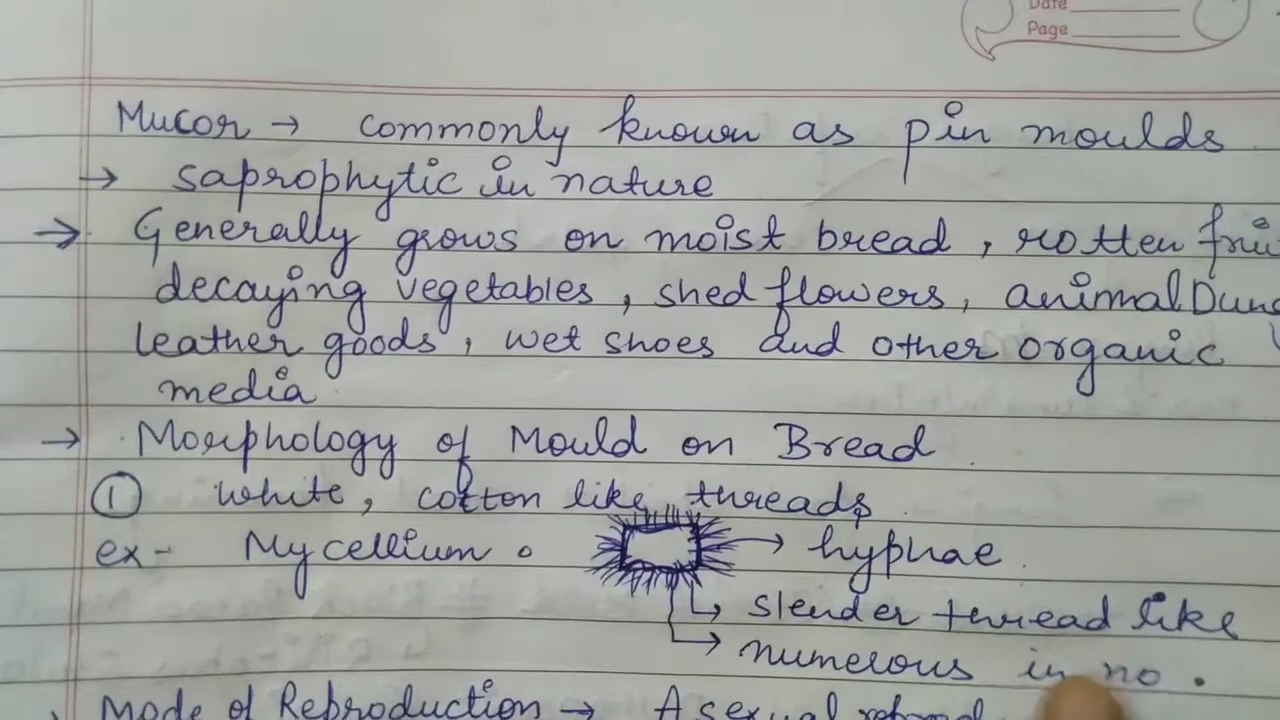 Date
Page
Mucor → commonly known as pin moulds
→ saprophytic in nature
→ Generally grows on moist bread, rotten
decaying vegetables, shed flowers, animal
leather goods, wet shoes and other organic
media
→ Morphology of Mould on Bread
① White, cotton like threads
ex- Mycellium. → hyphae
slender thread like
numerous in no.
Mode of Reproduction → Asexual